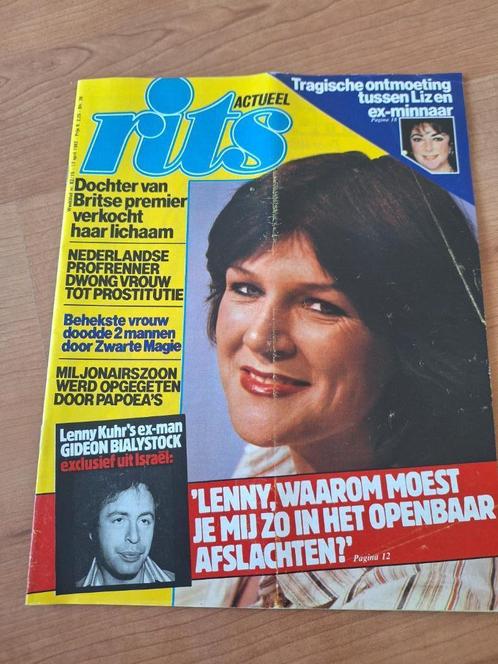 rits
ACTUEEL
Tragische ontmoeting
tussen Liz en
ex-minnaar
Pagina 18
Dochter van
Britse premier
verkocht
haar lichaam
NEDERLANDSE
PROFRENNER
DWONG VROUW
TOT PROSTITUTIE
Behekste vrouw
doodde 2 mannen
door Zwarte Magie
MILJONAIRSZOON
WERD OPGEGETEN
DOOR PAPOEA'S
Lenny Kuhr's ex-man
GIDEON BIALYSTOCK
exclusief uit Israël:
'LENNY, WAAROM MOEST
JE MIJ ZO IN HET OPENBAAR
AFSLACHTEN?'
Pagina 12